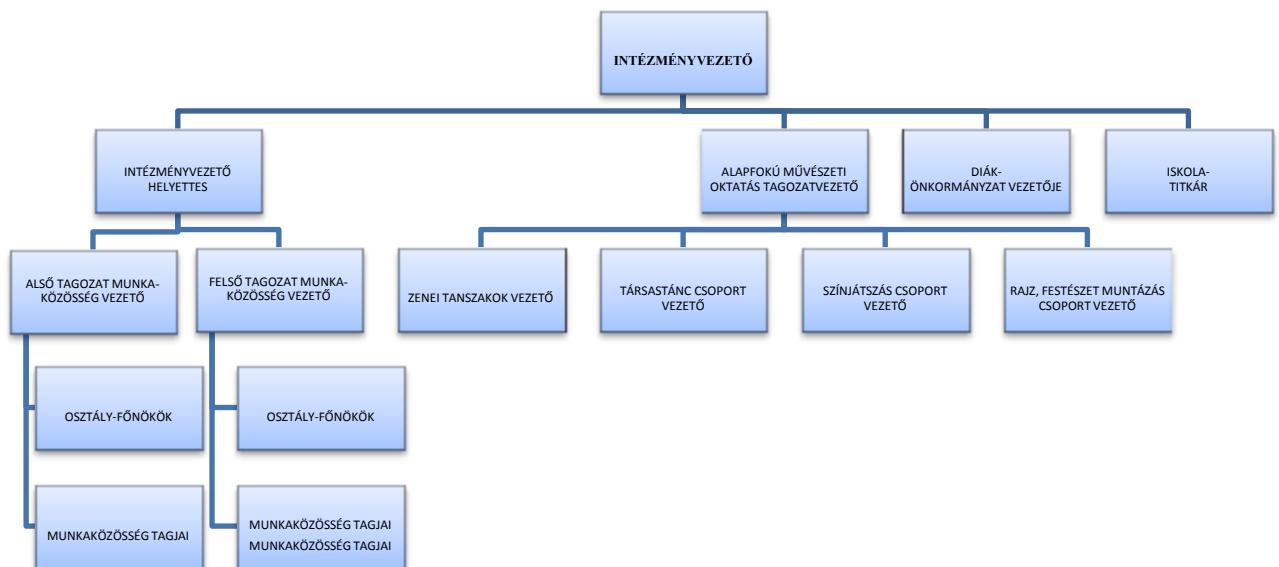 INTÉZMÉNYVEZETŐ
INTÉZMÉNYVEZETŐ
HELYETTES
ALAPFOKÚ MŰVÉSZETI
OKTATÁS TAGOZATVEZETŐ
DIÁK-
ÖNKORMÁNYZAT VEZETŐJE
ISKOLA-
TITKÁR
ALSŐ TAGOZAT MUNKA-
KÖZÖSSÉG VEZETŐ
FELSŐ TAGOZAT MUNKA-
KÖZÖSSÉG VEZETŐ
ZENEI TANSZAKOK VEZETŐ
TÁRSASTÁNC CSOPORT
VEZETŐ
SZÍNJÁTSZÁS CSOPORT
VEZETŐ
RAJZ, FESTÉSZET MUNTÁZÁS
CSOPORT VEZETŐ
OSZTÁLY-FŐNÖKÖK
OSZTÁLY-FŐNÖKÖK
MUNKAKÖZÖSSÉG TAGJAI
MUNKAKÖZÖSSÉG TAGJAI
MUNKAKÖZÖSSÉG TAGJAI